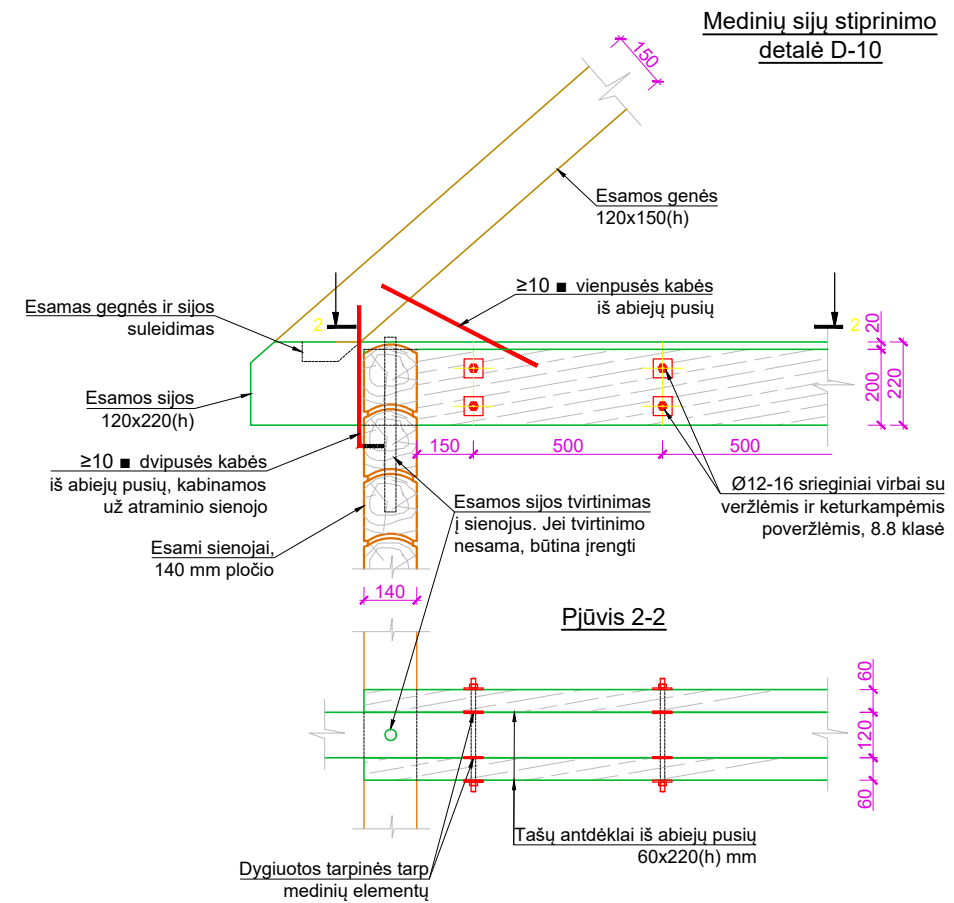 Medinių sijų stiprinimo
detalė D-10
150
Esamos genės
120x150(h)
≥10 ■ vienpusės kabės
iš abiejų pusių
Esamas gegnės ir sijos
suleidimas
2
2
20
200
220
Esamos sijos
120x220(h)
150
500
500
≥10 ■ dvipusės kabės
iš abiejų pusių, kabinamos
už atraminio sienojo
Esamos sijos tvirtinimas
į sienojus. Jei tvirtinimo
nesama, būtina įrengti
Ø12-16 srieginiai virbai su
veržlėmis ir keturkampėmis
poveržlėmis, 8.8 klasė
Esami sienojai,
140 mm pločio
140
Pjūvis 2-2
60
120
60
Tašų antdėklai iš abiejų pusių
60x220(h) mm
Dygiuotos tarpinės tarp
medinių elementų